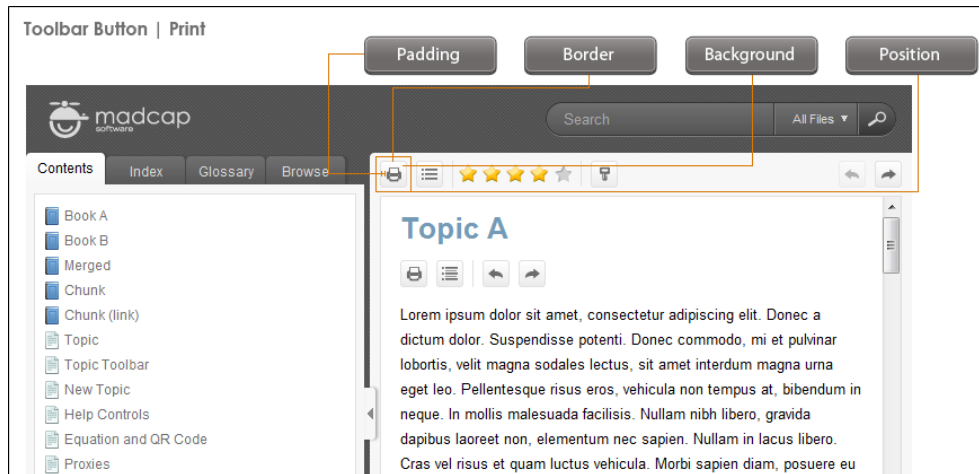 Toolbar Button | Print
Padding
Border
Background
Position
madcap
software
Search
All Files
Contents
Index
Glossary
Browse
Book A
Book B
Merged
Chunk
Chunk (link)
Topic
Topic Toolbar
New Topic
Help Controls
Equation and QR Code
Proxies
Topic A
Lorem ipsum dolor sit amet, consectetur adipiscing elit. Donec a
dictum dolor. Suspendisse potenti. Donec commodo, mi et pulvinar
lobortis, velit magna sodales lectus, sit amet interdum magna urna
eget leo. Pellentesque risus eros, vehicula non tempus at, bibendum in
neque. In mollis malesuada facilisis. Nullam nibh libero, gravida
dapibus laoreet non, elementum nec sapien. Nullam in lacus libero.
Cras vel risus et quam luctus vehicula. Morbi sapien diam, posuere eu